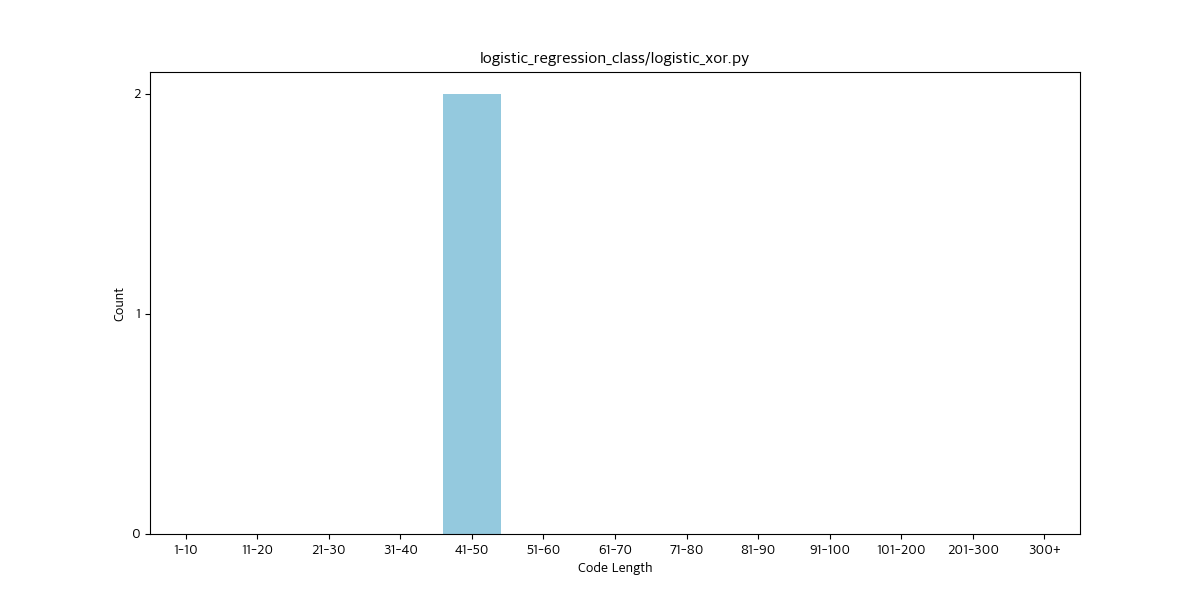 logistic_regression_class/logistic_xor.py
Count
2
1
0
1-10 11-20 21-30 31-40 41-50 51-60 61-70 71-80 81-90 91-100 101-200 201-300 300+
Code Length